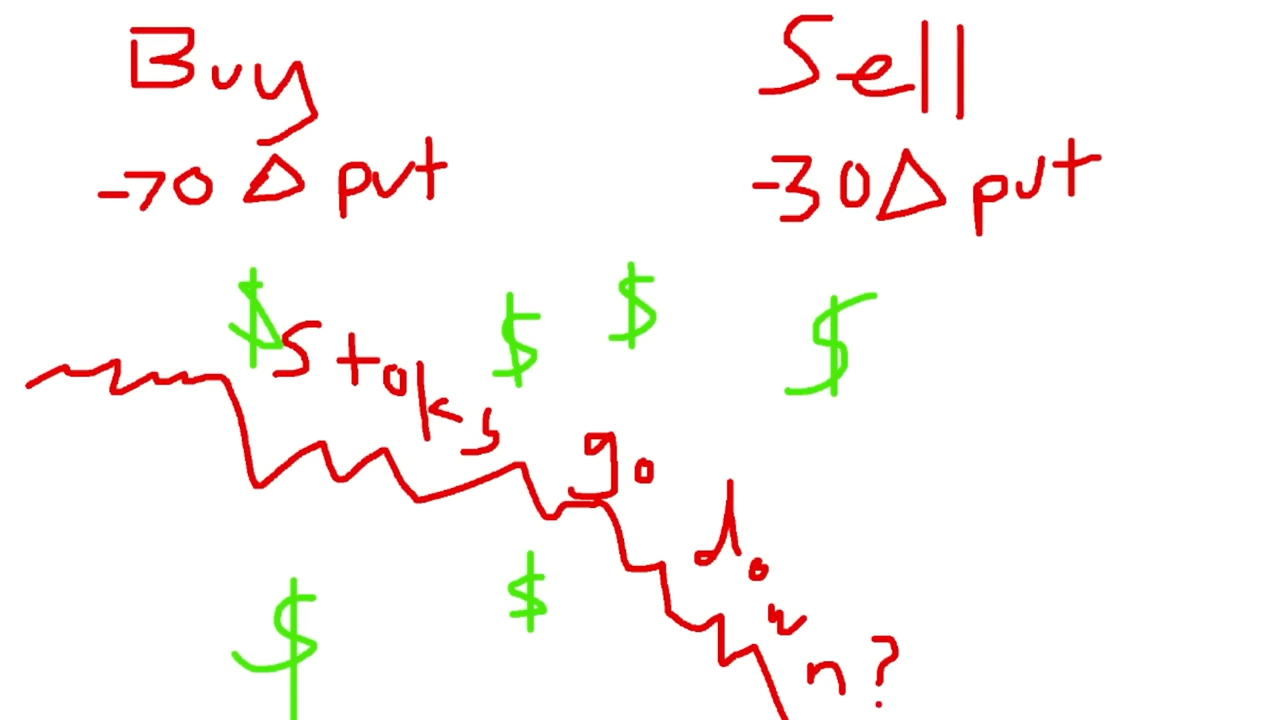 Buy
Sell
-70 Δ put
-30 Δ put
$ $ $ $
Stoks go down?
$ $